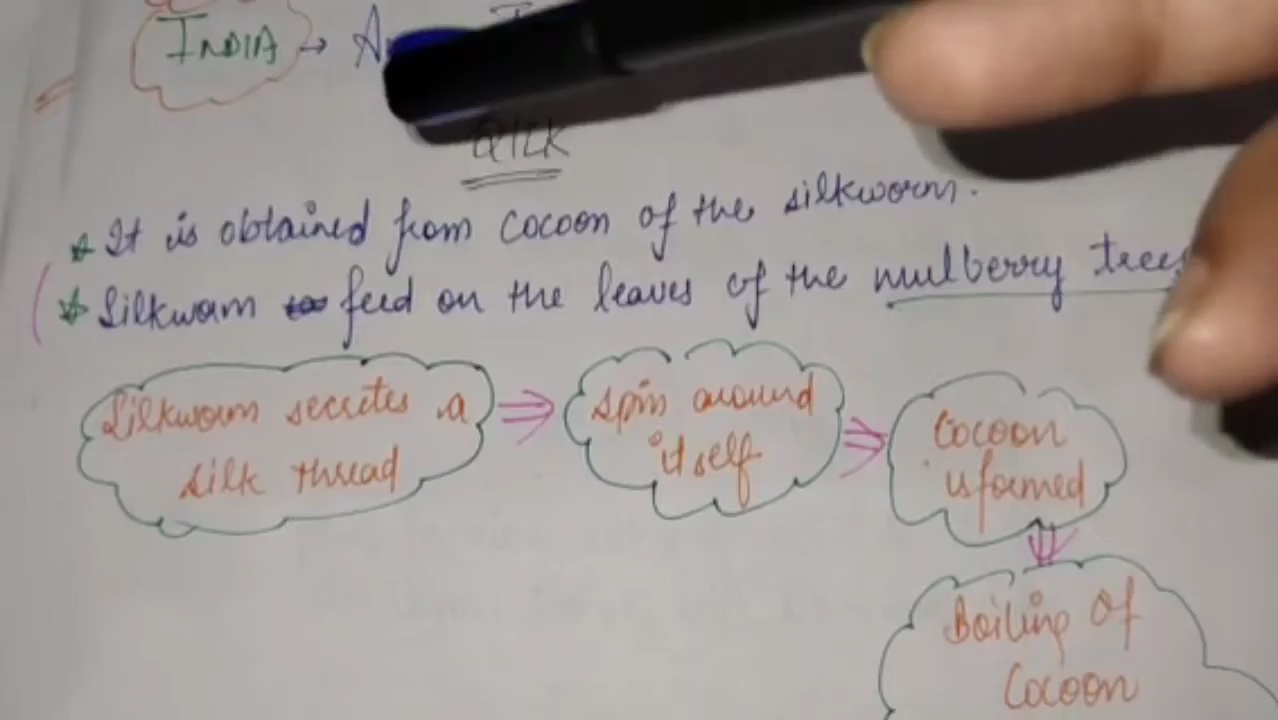 INDIA →
SILK
It is obtained from cocoon of the silkworm.
Silkworm feed on the leaves of the mulberry trees
Silkworm secretes a
silk thread
spin around
itself
Cocoon
is formed
Boiling Of
Cocoon